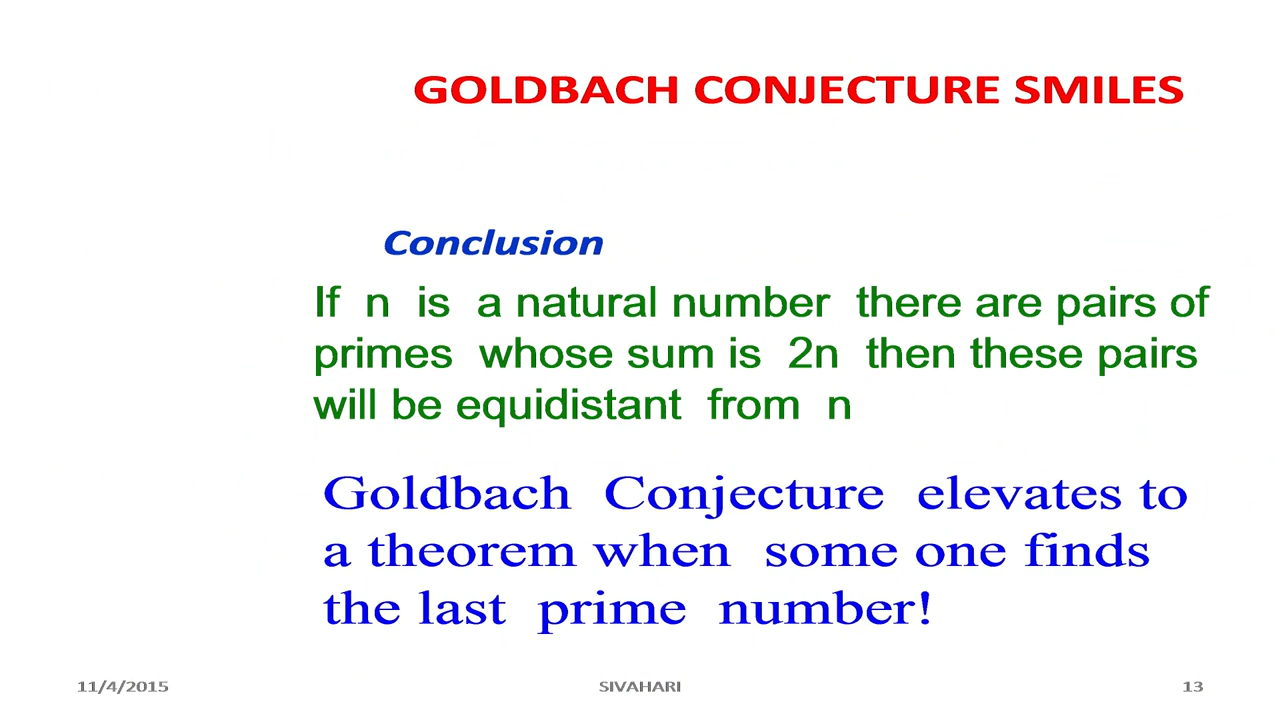 GOLDBACH CONJECTURE SMILES
Conclusion
If n is a natural number there are pairs of
primes whose sum is 2n then these pairs
will be equidistant from n
Goldbach Conjecture elevates to
a theorem when some one finds
the last prime number!
11/4/2015 SIVAHARI 13